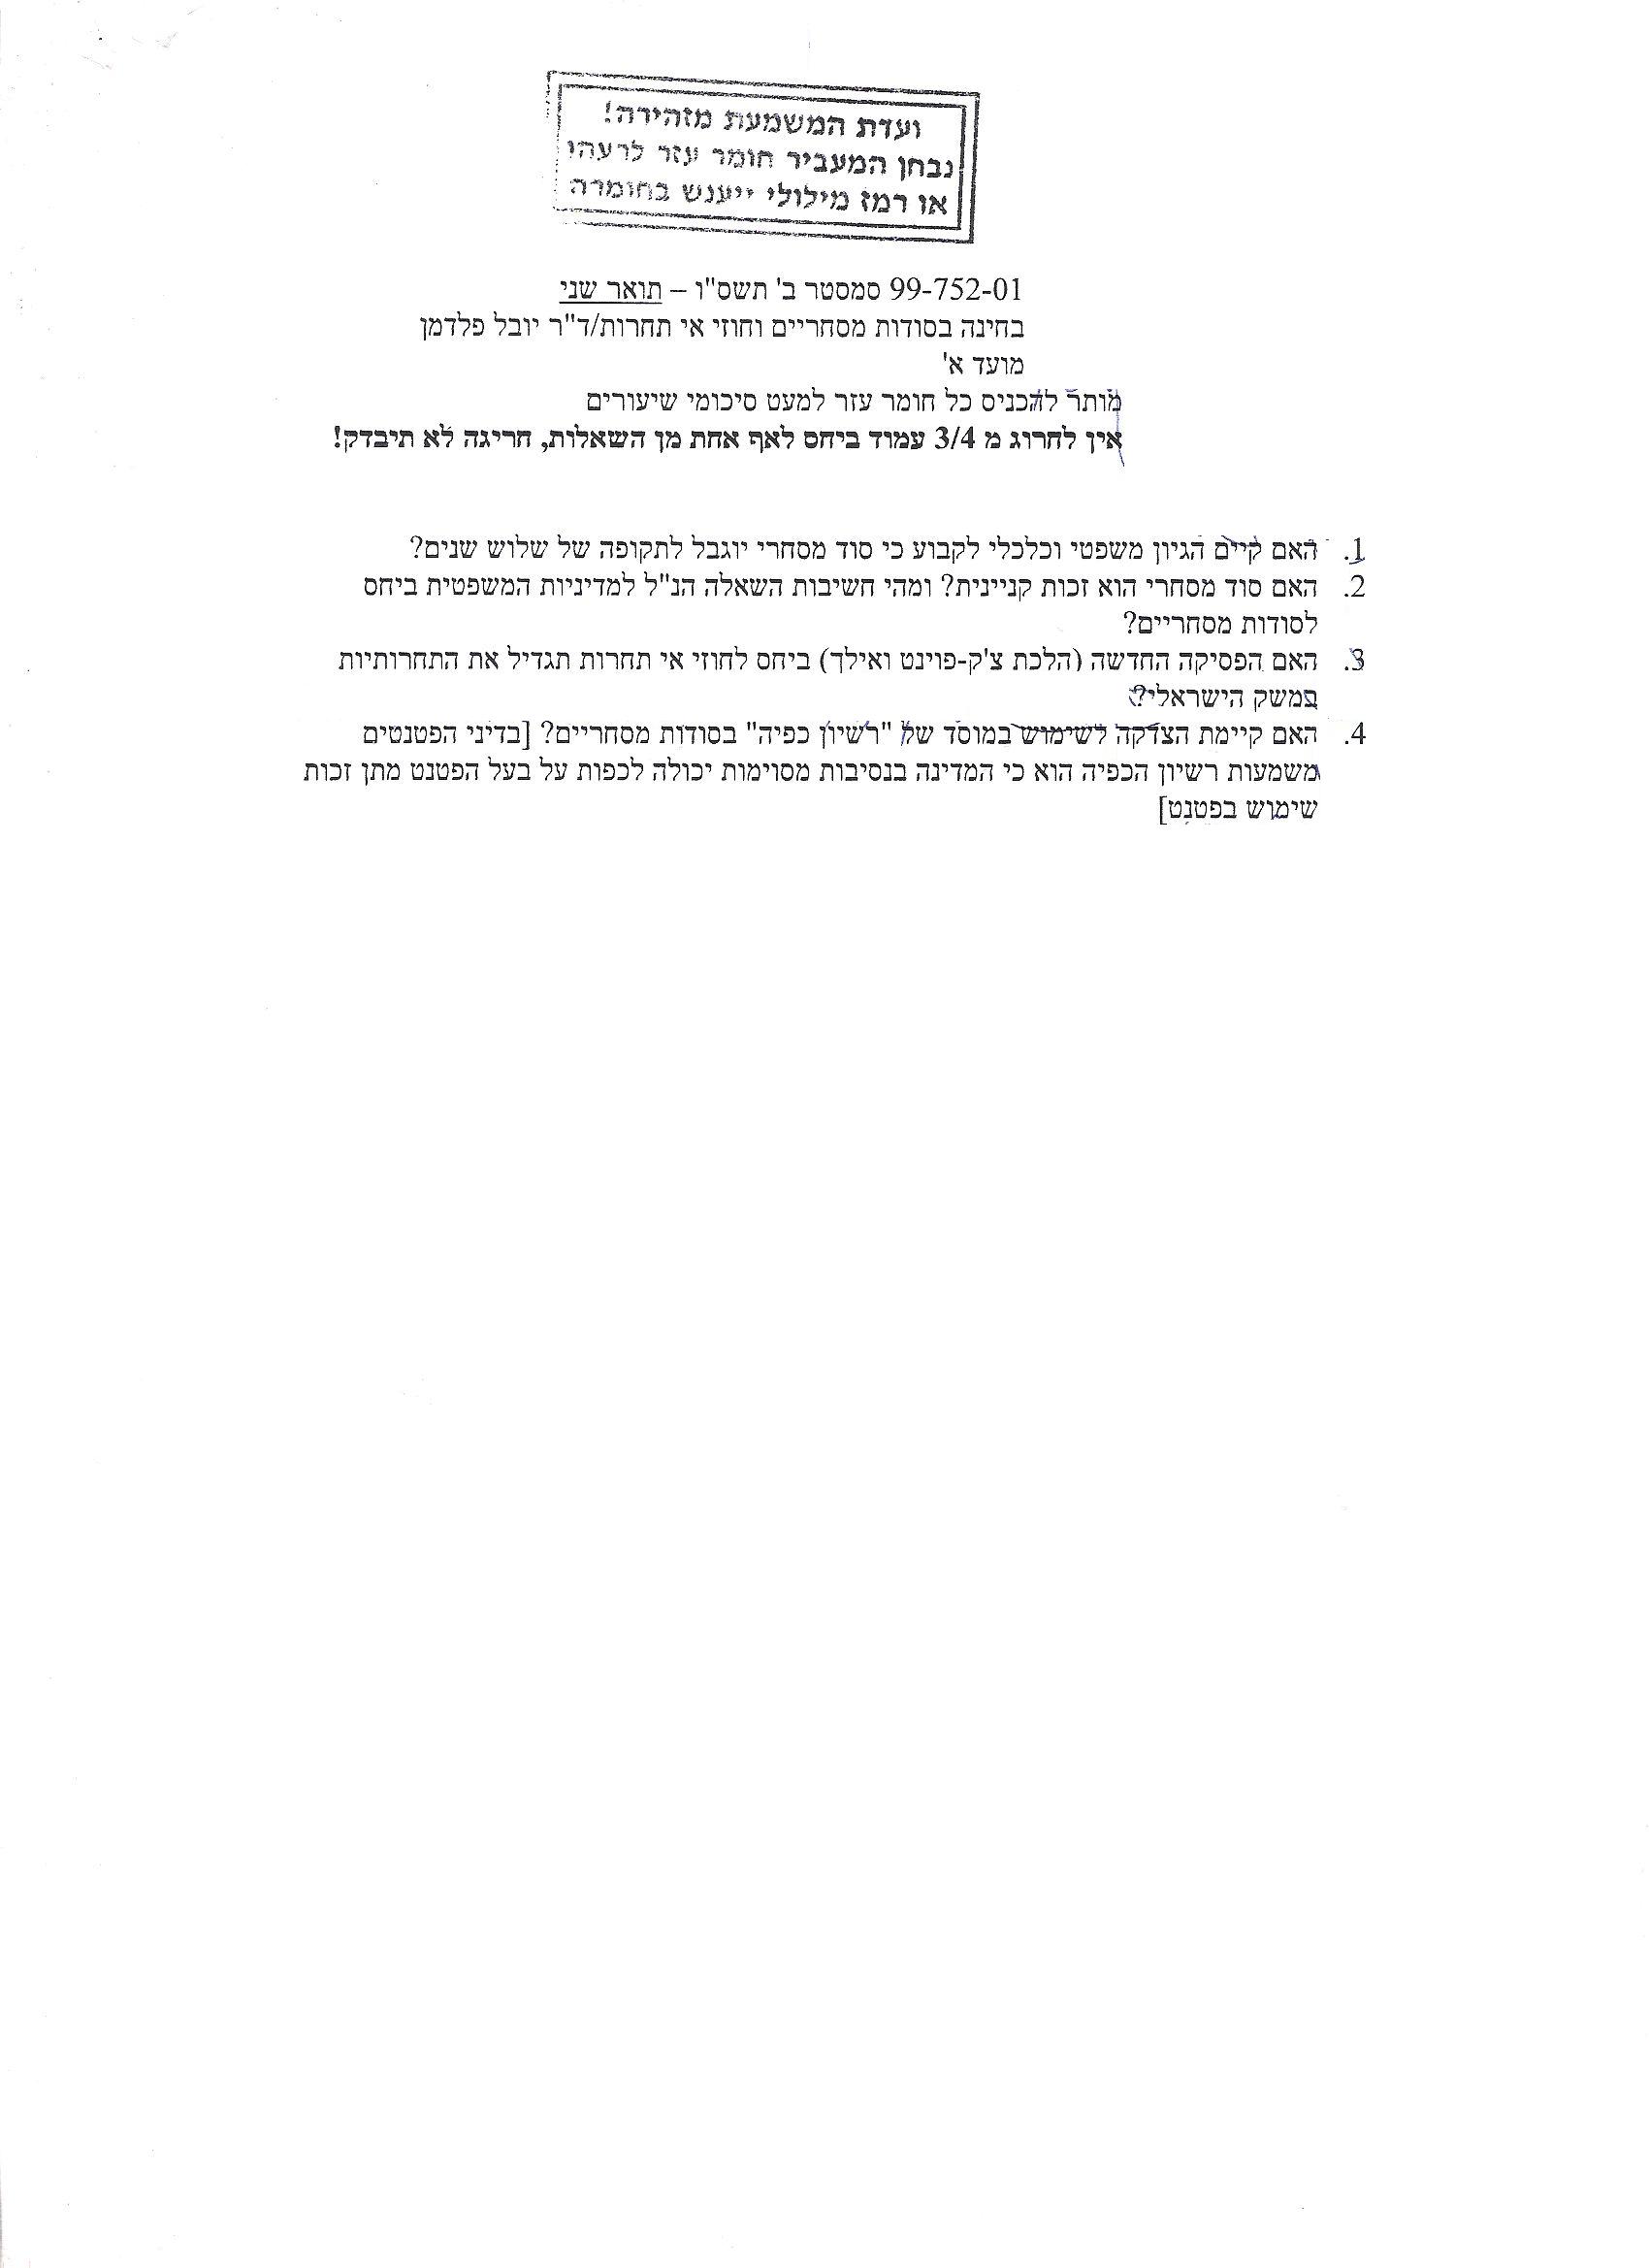 ועדת המשמעת מזהירה!
נבחן המעביר חומר עזר לרעהו
או רמז מילולי ייענש בחומרה
99-752-01 סמסטר ב' תשס"ו – תואר שני
בחינה בסודות מסחריים וחוזי אי תחרות/ד"ר יובל פלדמן
מועד א'
מותר להכניס כל חומר עזר למעט סיכומי שיעורים
אין לחרוג מ 3/4 עמוד ביחס לאף אחת מן השאלות, חריגה לא תיבדק!
1. האם קיים הגיון משפטי וכלכלי לקבוע כי סוד מסחרי יוגבל לתקופה של שלוש שנים?
2. האם סוד מסחרי הוא זכות קניינית? ומהי חשיבות השאלה הנ"ל למדיניות המשפטית ביחס
לסודות מסחריים?
3. האם הפסיקה החדשה (הלכת צ'ק-פוינט ואילך) ביחס לחוזי אי תחרות תגדיל את התחרותיות
במשק הישראלי?
4. האם קיימת הצדקה לשימוש במוסד של "רשיון כפיה" בסודות מסחריים? [בדיני הפטנטים
משמעות רשיון הכפיה הוא כי המדינה בנסיבות מסוימות יכולה לכפות על בעל הפטנט מתן זכות
שימוש בפטנט]